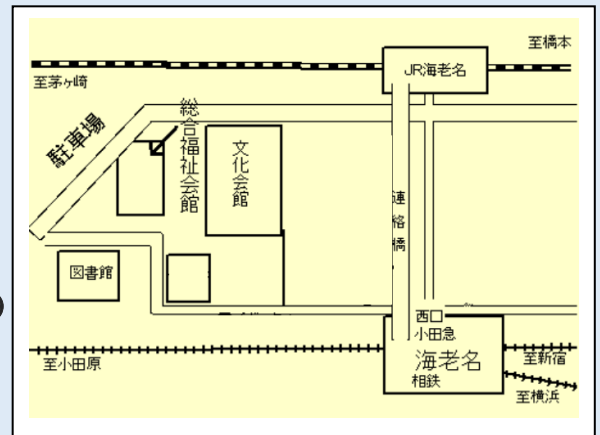 至橋本
JR海老名
至茅ヶ崎
駐車場
総合福祉会館
文化会館
連絡橋
図書館
西口
小田急
海老名
相鉄
至小田原
至新宿
至横浜